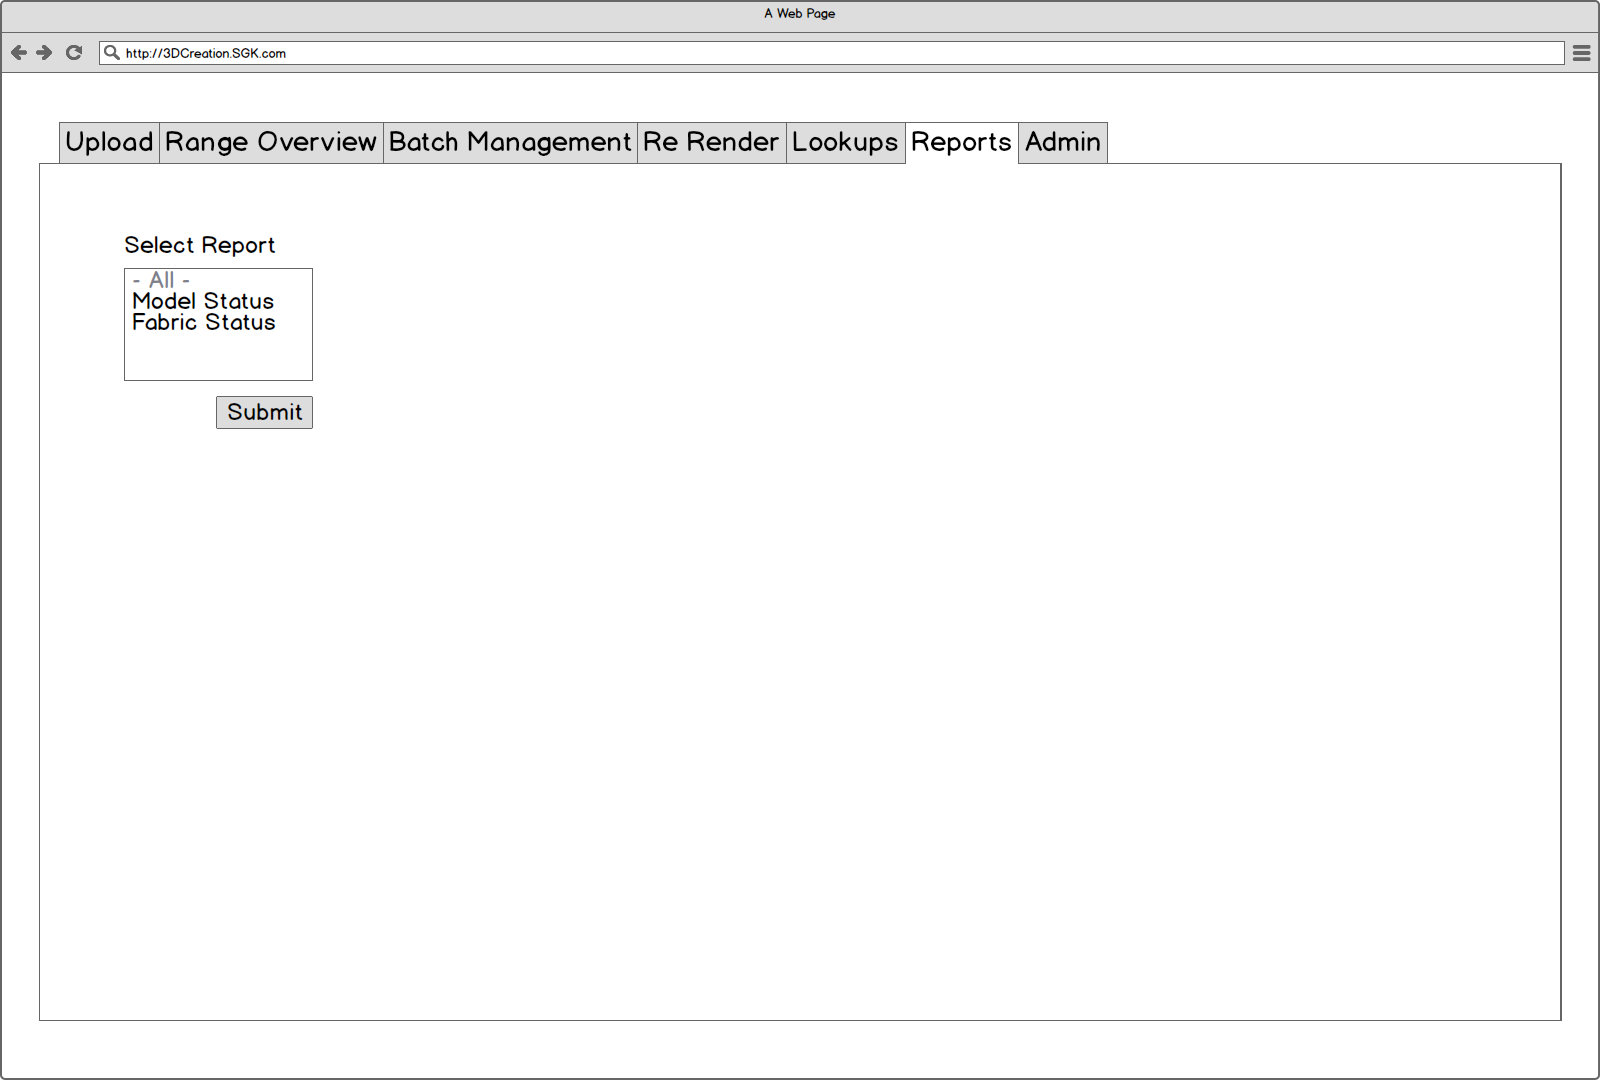 A Web Page
http://3DCreation.SGK.com
Upload Range Overview Batch Management Re Render Lookups Reports Admin
Select Report
- All -
Model Status
Fabric Status
Submit